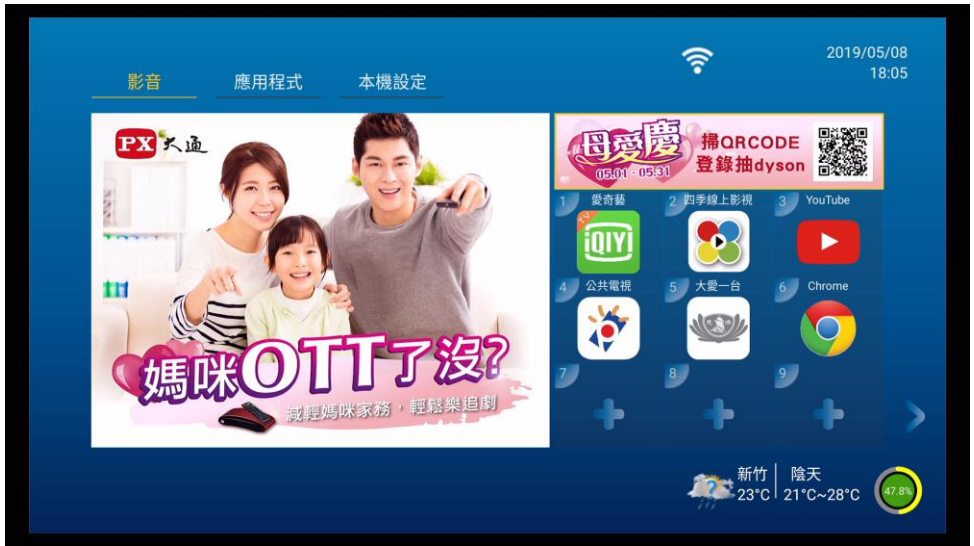 2019/05/08
18:05
影音 應用程式 本機設定
PX大通
母愛慶
05.01 - 05.31
掃QRCODE
登錄抽dyson
1 愛奇藝
2 四季線上影視
3 YouTube
TV
iQIYI
4 公共電視
5 大愛一台
6 Chrome
7
8
9
媽咪OTT了沒?
減輕媽咪家務，輕鬆樂追劇
新竹
23°C
陰天
21°C~28°C
47.8%